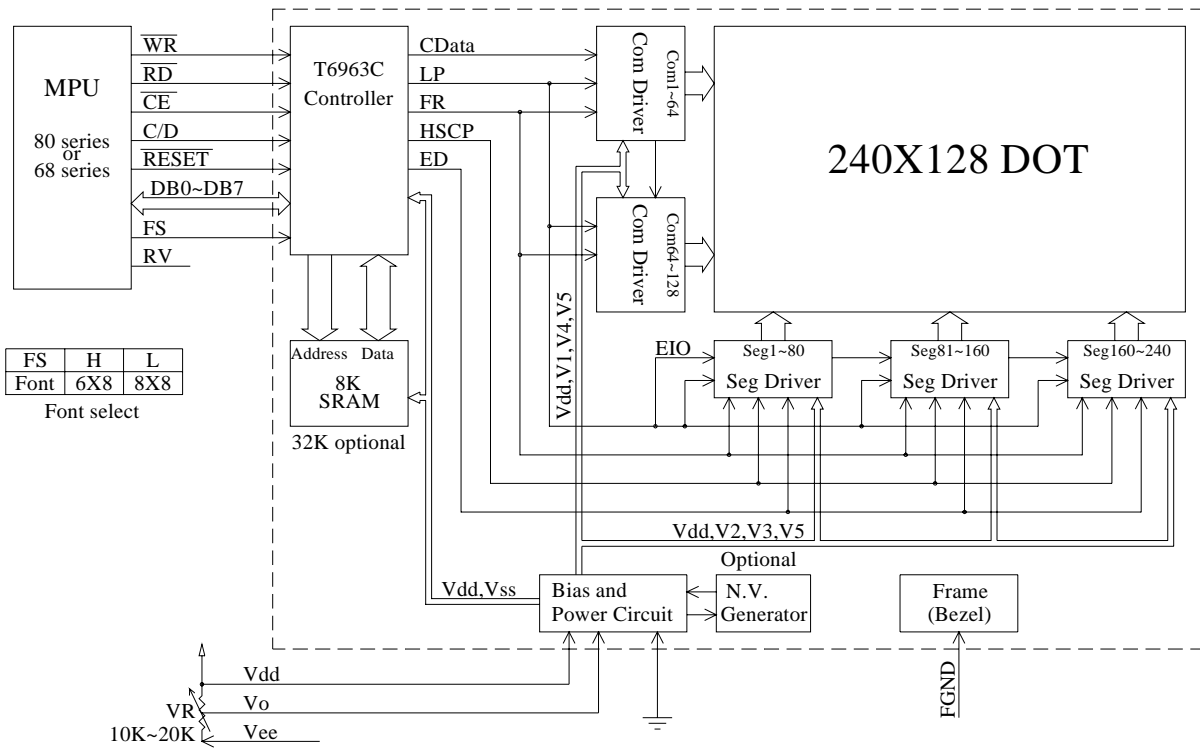 MPU
80 series
or
68 series
WR
RD
CE
C/D
RESET
DB0~DB7
FS
RV
T6963C
Controller
CData
LP
FR
HSCP
ED
Com Driver
Com1~64
Com Driver
Com64~128
240X128 DOT
Address Data
8K
SRAM
32K optional
FS H L
Font 6X8 8X8
Font select
Vdd,V1,V4,V5
EIO
Seg1~80
Seg Driver
Seg81~160
Seg Driver
Seg160~240
Seg Driver
Vdd,V2,V3,V5
Optional
Vdd,Vss
Bias and
Power Circuit
N.V.
Generator
Frame
(Bezel)
FGND
Vdd
VR
Vo
10K~20K
Vee